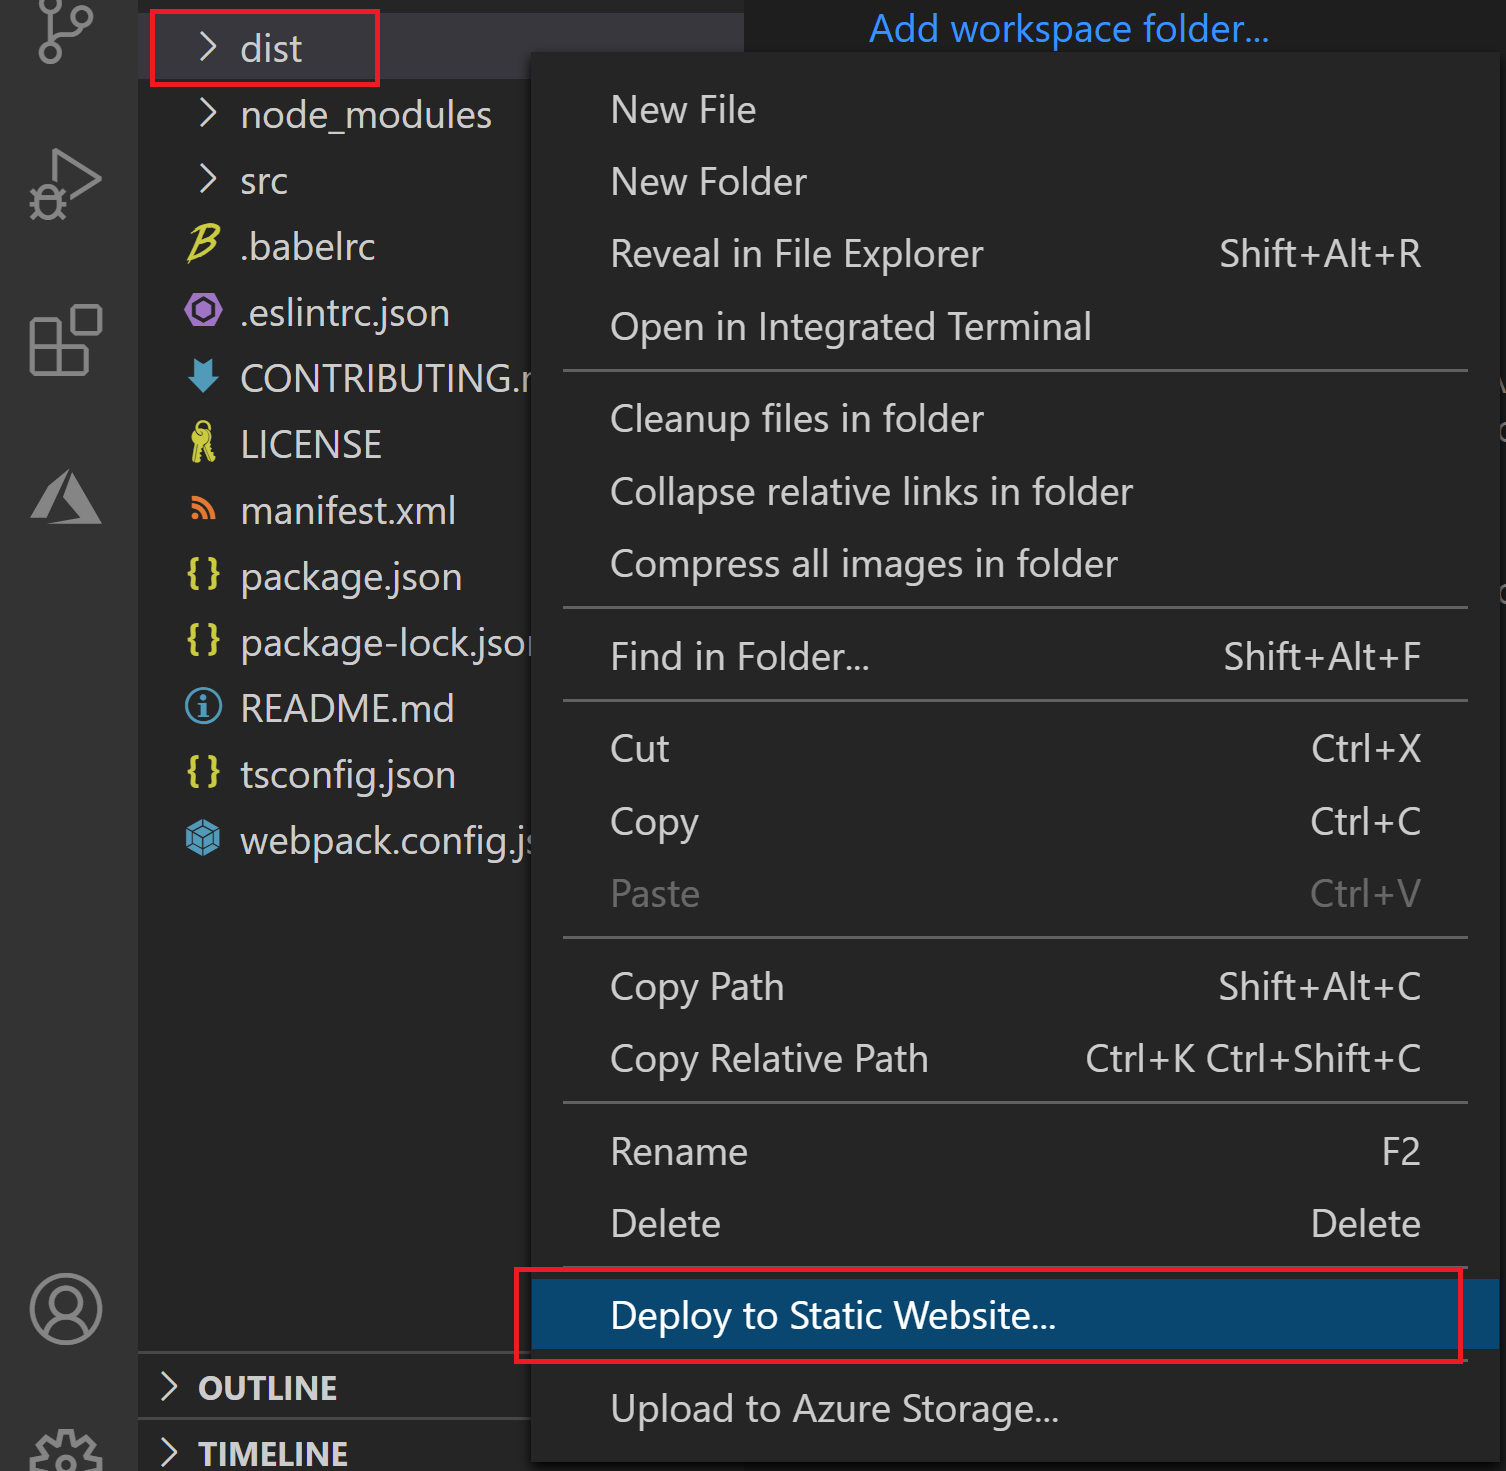 dist
node_modules
src
.babelrc
.eslintrc.json
CONTRIBUTING.
LICENSE
manifest.xml
package.json
package-lock.json
README.md
tsconfig.json
webpack.config.js
OUTLINE
TIMELINE
Add workspace folder...
New File
New Folder
Reveal in File Explorer Shift+Alt+R
Open in Integrated Terminal
Cleanup files in folder
Collapse relative links in folder
Compress all images in folder
Find in Folder... Shift+Alt+F
Cut Ctrl+X
Copy Ctrl+C
Paste Ctrl+V
Copy Path Shift+Alt+C
Copy Relative Path Ctrl+K Ctrl+Shift+C
Rename F2
Delete Delete
Deploy to Static Website...
Upload to Azure Storage...